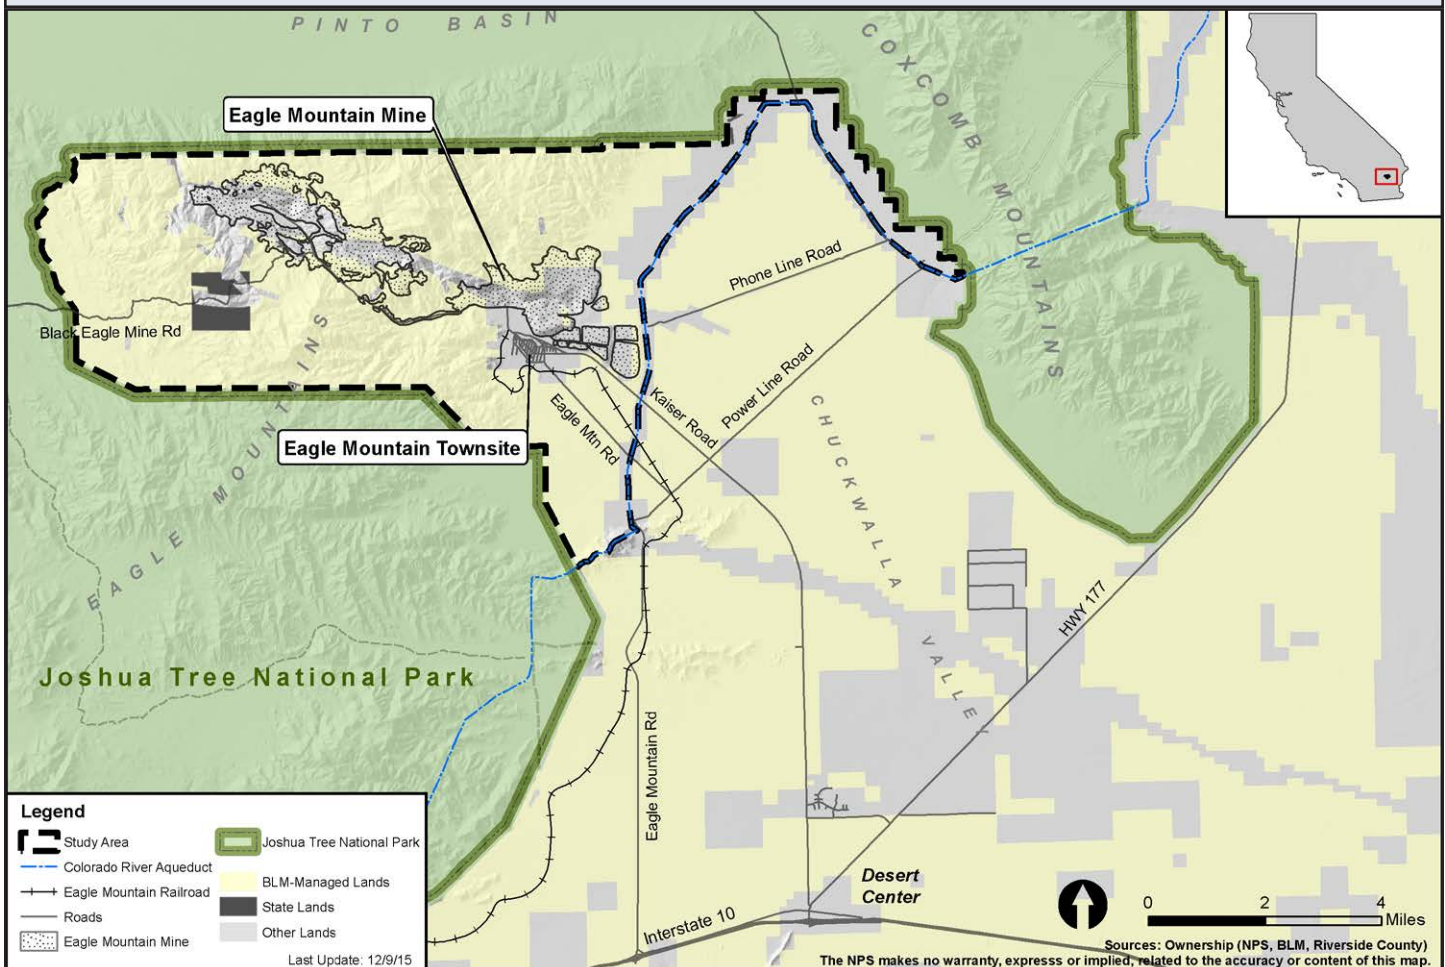 PINTO BASIN
COXCOMB MOUNTAINS
Eagle Mountain Mine
Phone Line Road
Black Eagle Mine Rd
Power Line Road
Kaiser Road
Eagle Mtn Rd
Eagle Mountain Townsite
EAGLE MOUNTAINS
CHUCKWALLA VALLEY
HWY 177
Joshua Tree National Park
Eagle Mountain Rd
Desert
Center
Interstate 10
Legend
Study Area
Colorado River Aqueduct
Eagle Mountain Railroad
Roads
Eagle Mountain Mine
Joshua Tree National Park
BLM-Managed Lands
State Lands
Other Lands
Last Update: 12/9/15
0 2 4
Miles
Sources: Ownership (NPS, BLM, Riverside County)
The NPS makes no warranty, expresss or implied, related to the accuracy or content of this map.